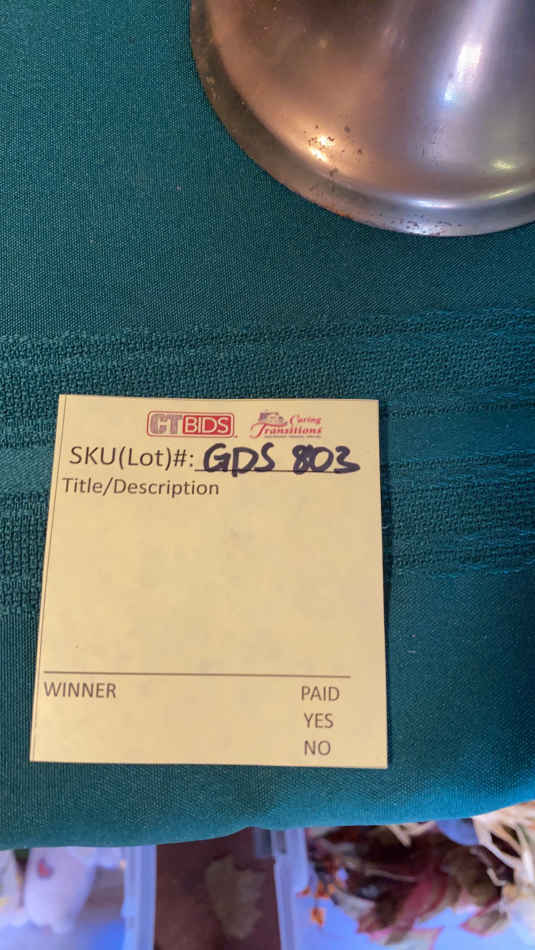 CTBIDS Caring Transitions
SKU(Lot)#: GDS 803
Title/Description
WINNER PAID
YES
NO